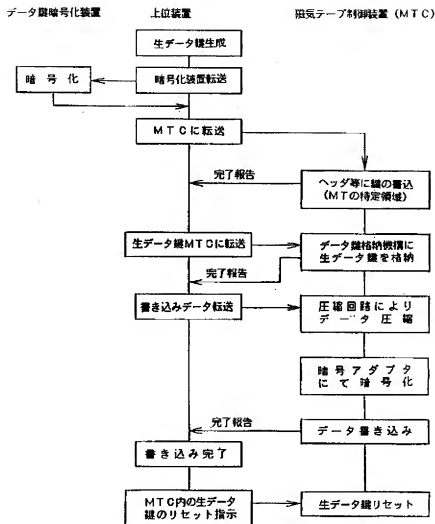 データ鍵暗号化装置
上位装置
磁気テープ制御装置(MTC)
生データ鍵生成
暗号化
暗号化装置転送
MTCに転送
完了報告
ヘッダ等に鍵の書込
(MTの特定領域)
生データ鍵MTCに転送
データ鍵格納機構に
生データ鍵を格納
完了報告
書き込みデータ転送
圧縮回路により
データ圧縮
暗号アダプタ
にて暗号化
完了報告
データ書き込み
書き込み完了
MTC内の生データ
鍵のリセット指示
生データ鍵リセット